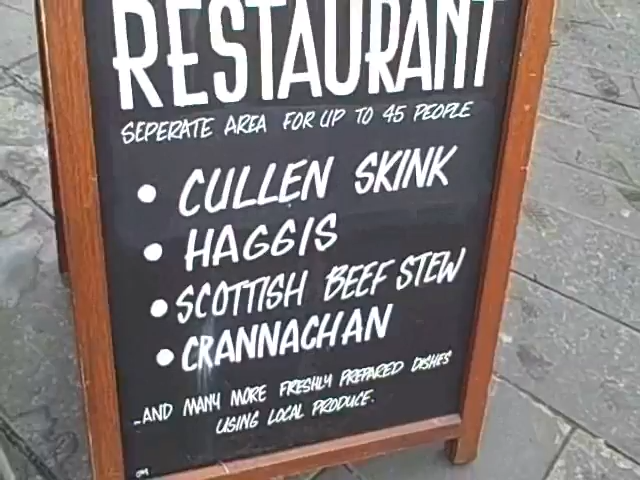 RESTAURANT
SEPERATE AREA FOR UP TO 45 PEOPLE
• CULLEN SKINK
• HAGGIS
• SCOTTISH BEEF STEW
• CRANNACHAN
..AND MANY MORE FRESHLY PREPARED DISHES
USING LOCAL PRODUCE.